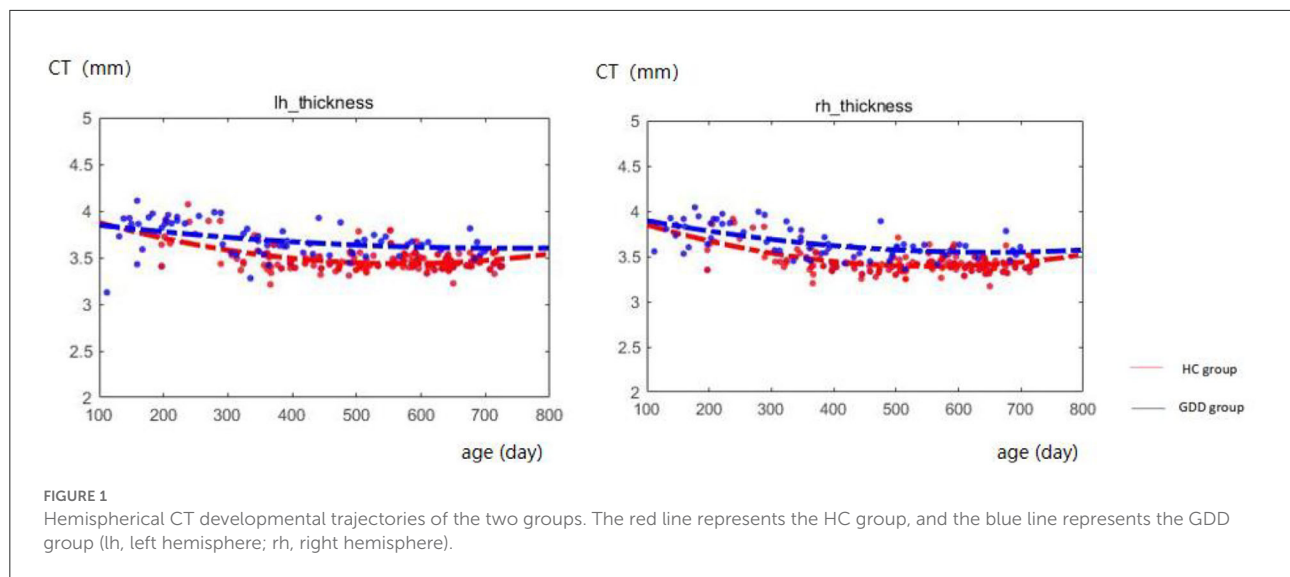 CT (mm)
lh_thickness
5
4.5
4
3.5
3
2.5
2
100 200 300 400 500 600 700 800
age (day)
CT (mm)
rh_thickness
5
4.5
4
3.5
3
2.5
2
100 200 300 400 500 600 700 800
age (day)
HC group
GDD group
FIGURE 1
Hemispherical CT developmental trajectories of the two groups. The red line represents the HC group, and the blue line represents the GDD
group (lh, left hemisphere; rh, right hemisphere).